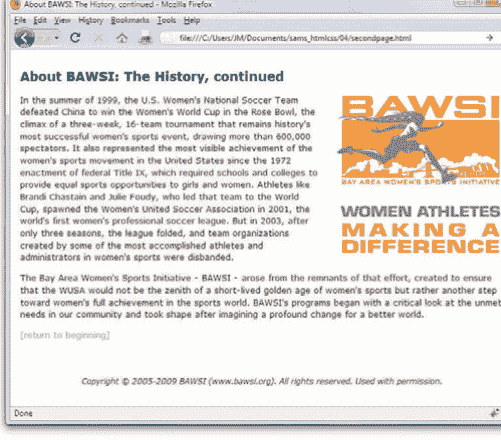 About BAWSI: The History, continued - Mozilla Firefox
File Edit View History Bookmarks Tools Help
file:///C:/Users/JM/Documents/sams_htmlcss/04/secondpage.html
About BAWSI: The History, continued
In the summer of 1999, the U.S. Women's National Soccer Team
defeated China to win the Women's World Cup in the Rose Bowl, the
climax of a three-week, 16-team tournament that remains history's
most successful women's sports event, drawing more than 600,000
spectators. It also represented the most visible achievement of the
women's sports movement in the United States since the 1972
enactment of federal Title IX, which required schools and colleges to
provide equal sports opportunities to girls and women. Athletes like
Brandi Chastain and Julie Foudy, who led that team to the World
Cup, spawned the Women's United Soccer Association in 2001, the
world's first women's professional soccer league. But in 2003, after
only three seasons, the league folded, and team organizations
created by some of the most accomplished athletes and
administrators in women's sports were disbanded.
BAWSI
BAY AREA WOMEN'S SPORTS INITIATIVE
WOMEN ATHLETES
MAKING A
DIFFERENCE
The Bay Area Women's Sports Initiative - BAWSI - arose from the remnants of that effort, created to ensure
that the WUSA would not be the zenith of a short-lived golden age of women's sports but rather another step
toward women's full achievement in the sports world. BAWSI's programs began with a critical look at the unmet
needs in our community and took shape after imagining a profound change for a better world.
[return to beginning]
Copyright © 2005-2009 BAWSI (www.bawsi.org). All rights reserved. Used with permission.
Done